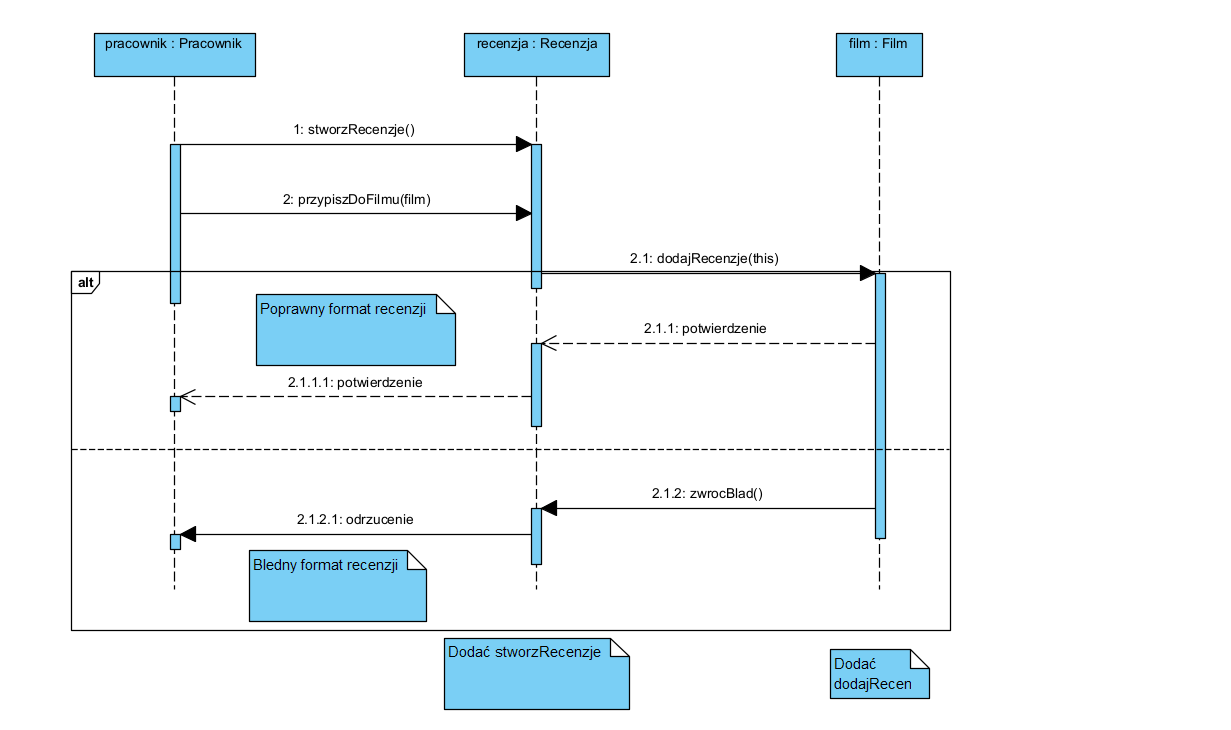 pracownik : Pracownik
recenzja : Recenzja
film : Film
1: stworzRecenzje()
2: przypiszDoFilmu(film)
2.1: dodajRecenzje(this)
alt
Poprawny format recenzji
2.1.1: potwierdzenie
2.1.1.1: potwierdzenie
2.1.2: zwrocBlad()
2.1.2.1: odrzucenie
Bledny format recenzji
Dodać stworzRecenzje
Dodać
dodajRecen